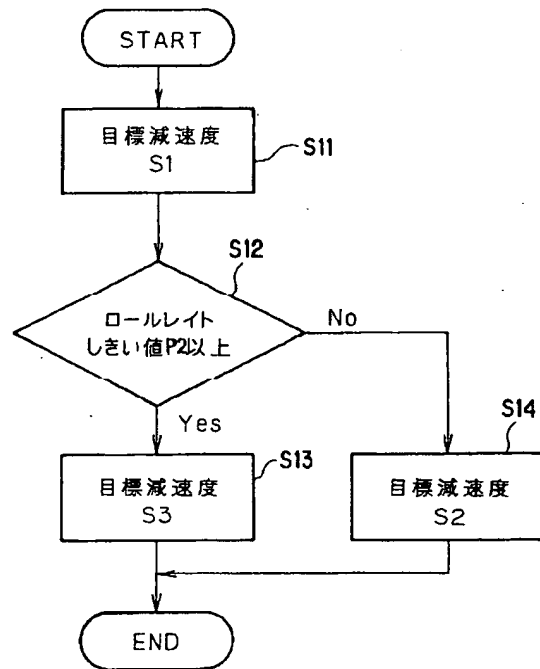 START
目標減速度
S1
S11
S12
ロールレイト
しきい値P2以上
No
Yes
S13
目標減速度
S3
S14
目標減速度
S2
END